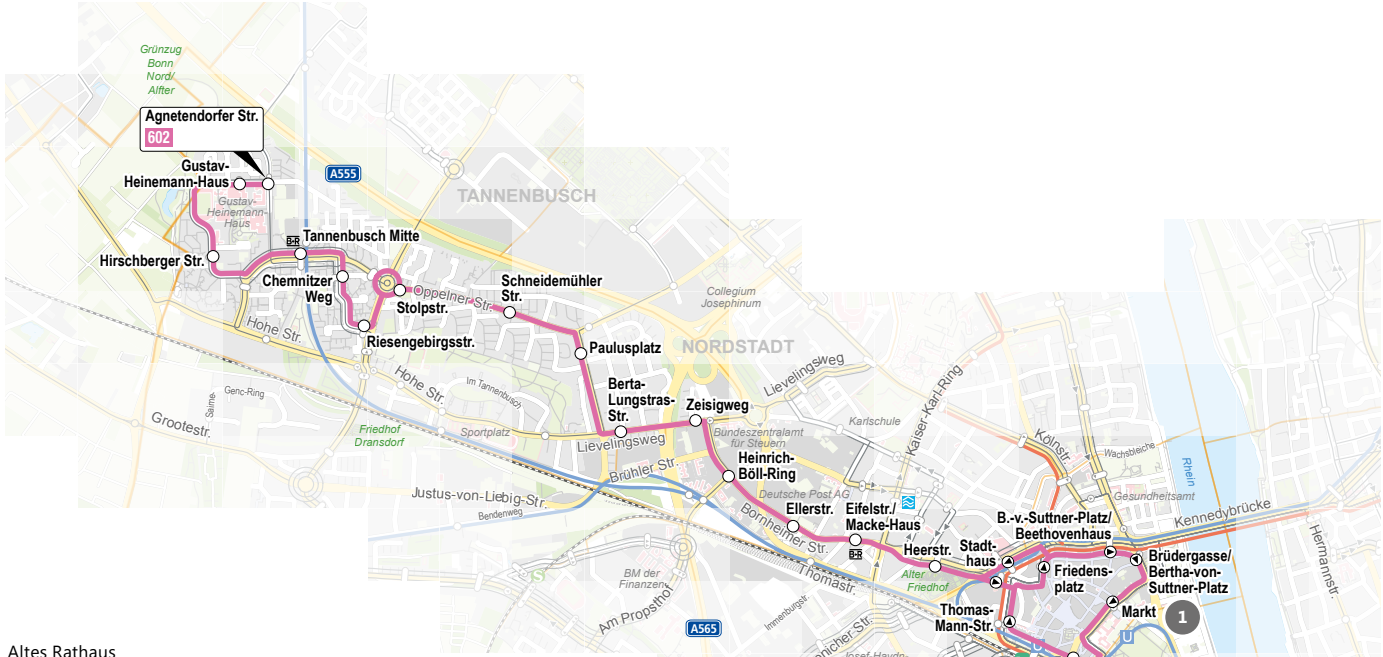 Grünzug
Bonn
Nord/
Alfter
Agnetendorfer Str.
602
Gustav-
Heinemann-Haus
Gustav-
Heinemann-
Haus
A555
TANNENBUSCH
Hirschberger Str.
B-R
Tannenbusch Mitte
Chemnitzer
Weg
Stolpstr.
Oppelner Str.
Schneidemühler
Str.
Collegium
Josephinum
Hohe Str.
Riesengebirgsstr.
Paulusplatz
NORDSTADT
Lievelingsweg
Hohe Str.
Im Tannenbusch
Genc-Ring
Saime-
Grootestr.
Friedhof
Dransdorf
Sportplatz
Berta-
Lungstras-
Str.
Zeisigweg
Lievelingsweg
Bundeszentralamt
für Steuern
Karlschule
Kaiser-Karl-Ring
Kölnstr.
Wachsbleiche
Rhein
Brühler Str.
Heinrich-
Böll-Ring
Justus-von-Liebig-Str.
Bendenweg
Deutsche Post AG
Ellerstr.
Eifelstr./
Macke-Haus
B-R
Bornheimer Str.
Gesundheitsamt
Kennedybrücke
B.-v.-Suttner-Platz/
Beethovenhaus
Heerstr.
Stadt-
haus
Alter
Friedhof
Friedens-
platz
Brüdergasse/
Bertha-von-
Suttner-Platz
Hermannstr.
Thomastr.
BM der
Finanzen
Am Propsthof
Immenburgstr.
A565
Thomas-
Mann-Str.
Markt
1
U
U
Josef-Haydn-
Altes Rathaus